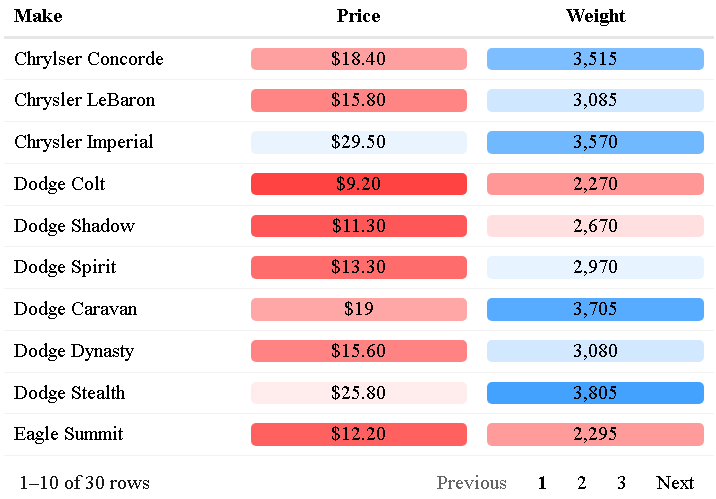 Make Price Weight
Chrylser Concorde $18.40 3,515
Chrysler LeBaron $15.80 3,085
Chrysler Imperial $29.50 3,570
Dodge Colt $9.20 2,270
Dodge Shadow $11.30 2,670
Dodge Spirit $13.30 2,970
Dodge Caravan $19 3,705
Dodge Dynasty $15.60 3,080
Dodge Stealth $25.80 3,805
Eagle Summit $12.20 2,295
1–10 of 30 rows Previous 1 2 3 Next